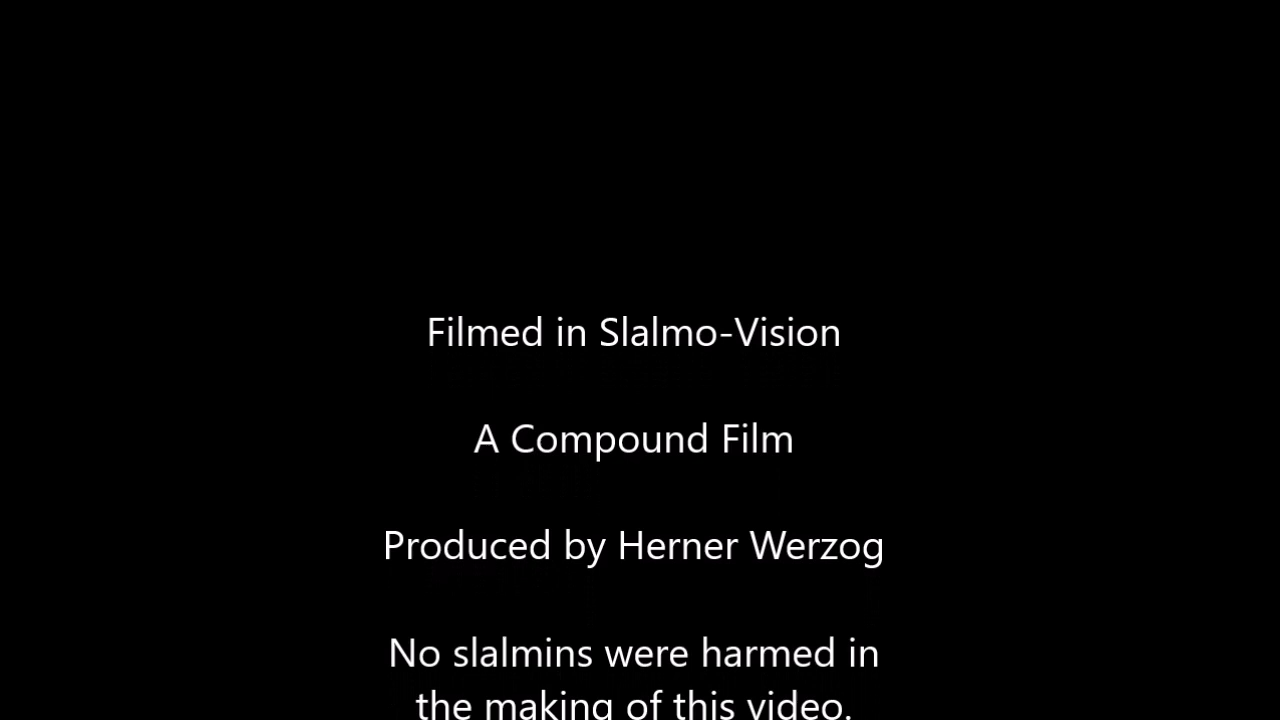 Filmed in Slalmo-Vision
A Compound Film
Produced by Herner Werzog
No slalmins were harmed in
the making of this video.